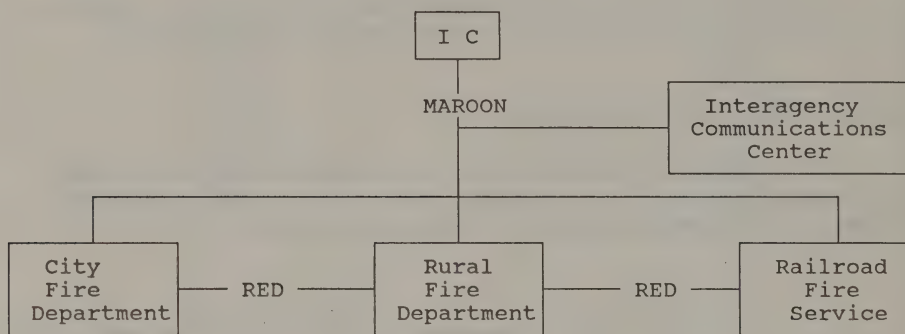 I C
MAROON
Interagency
Communications
Center
City
Fire
Department
RED
Rural
Fire
Department
RED
Railroad
Fire
Service